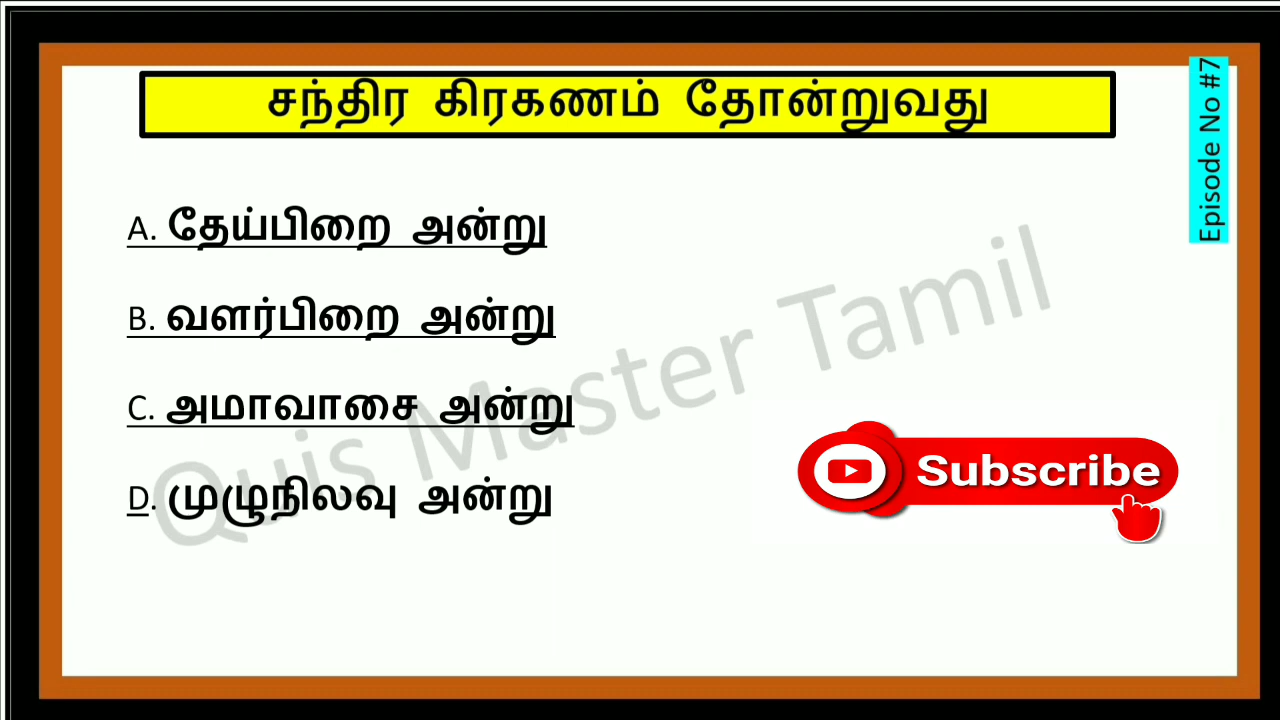 சந்திர கிரகணம் தோன்றுவது
Episode No #7
A. தேய்பிறை அன்று
B. வளர்பிறை அன்று
C. அமாவாசை அன்று
D. முழுநிலவு அன்று
Quis Master Tamil
Subscribe